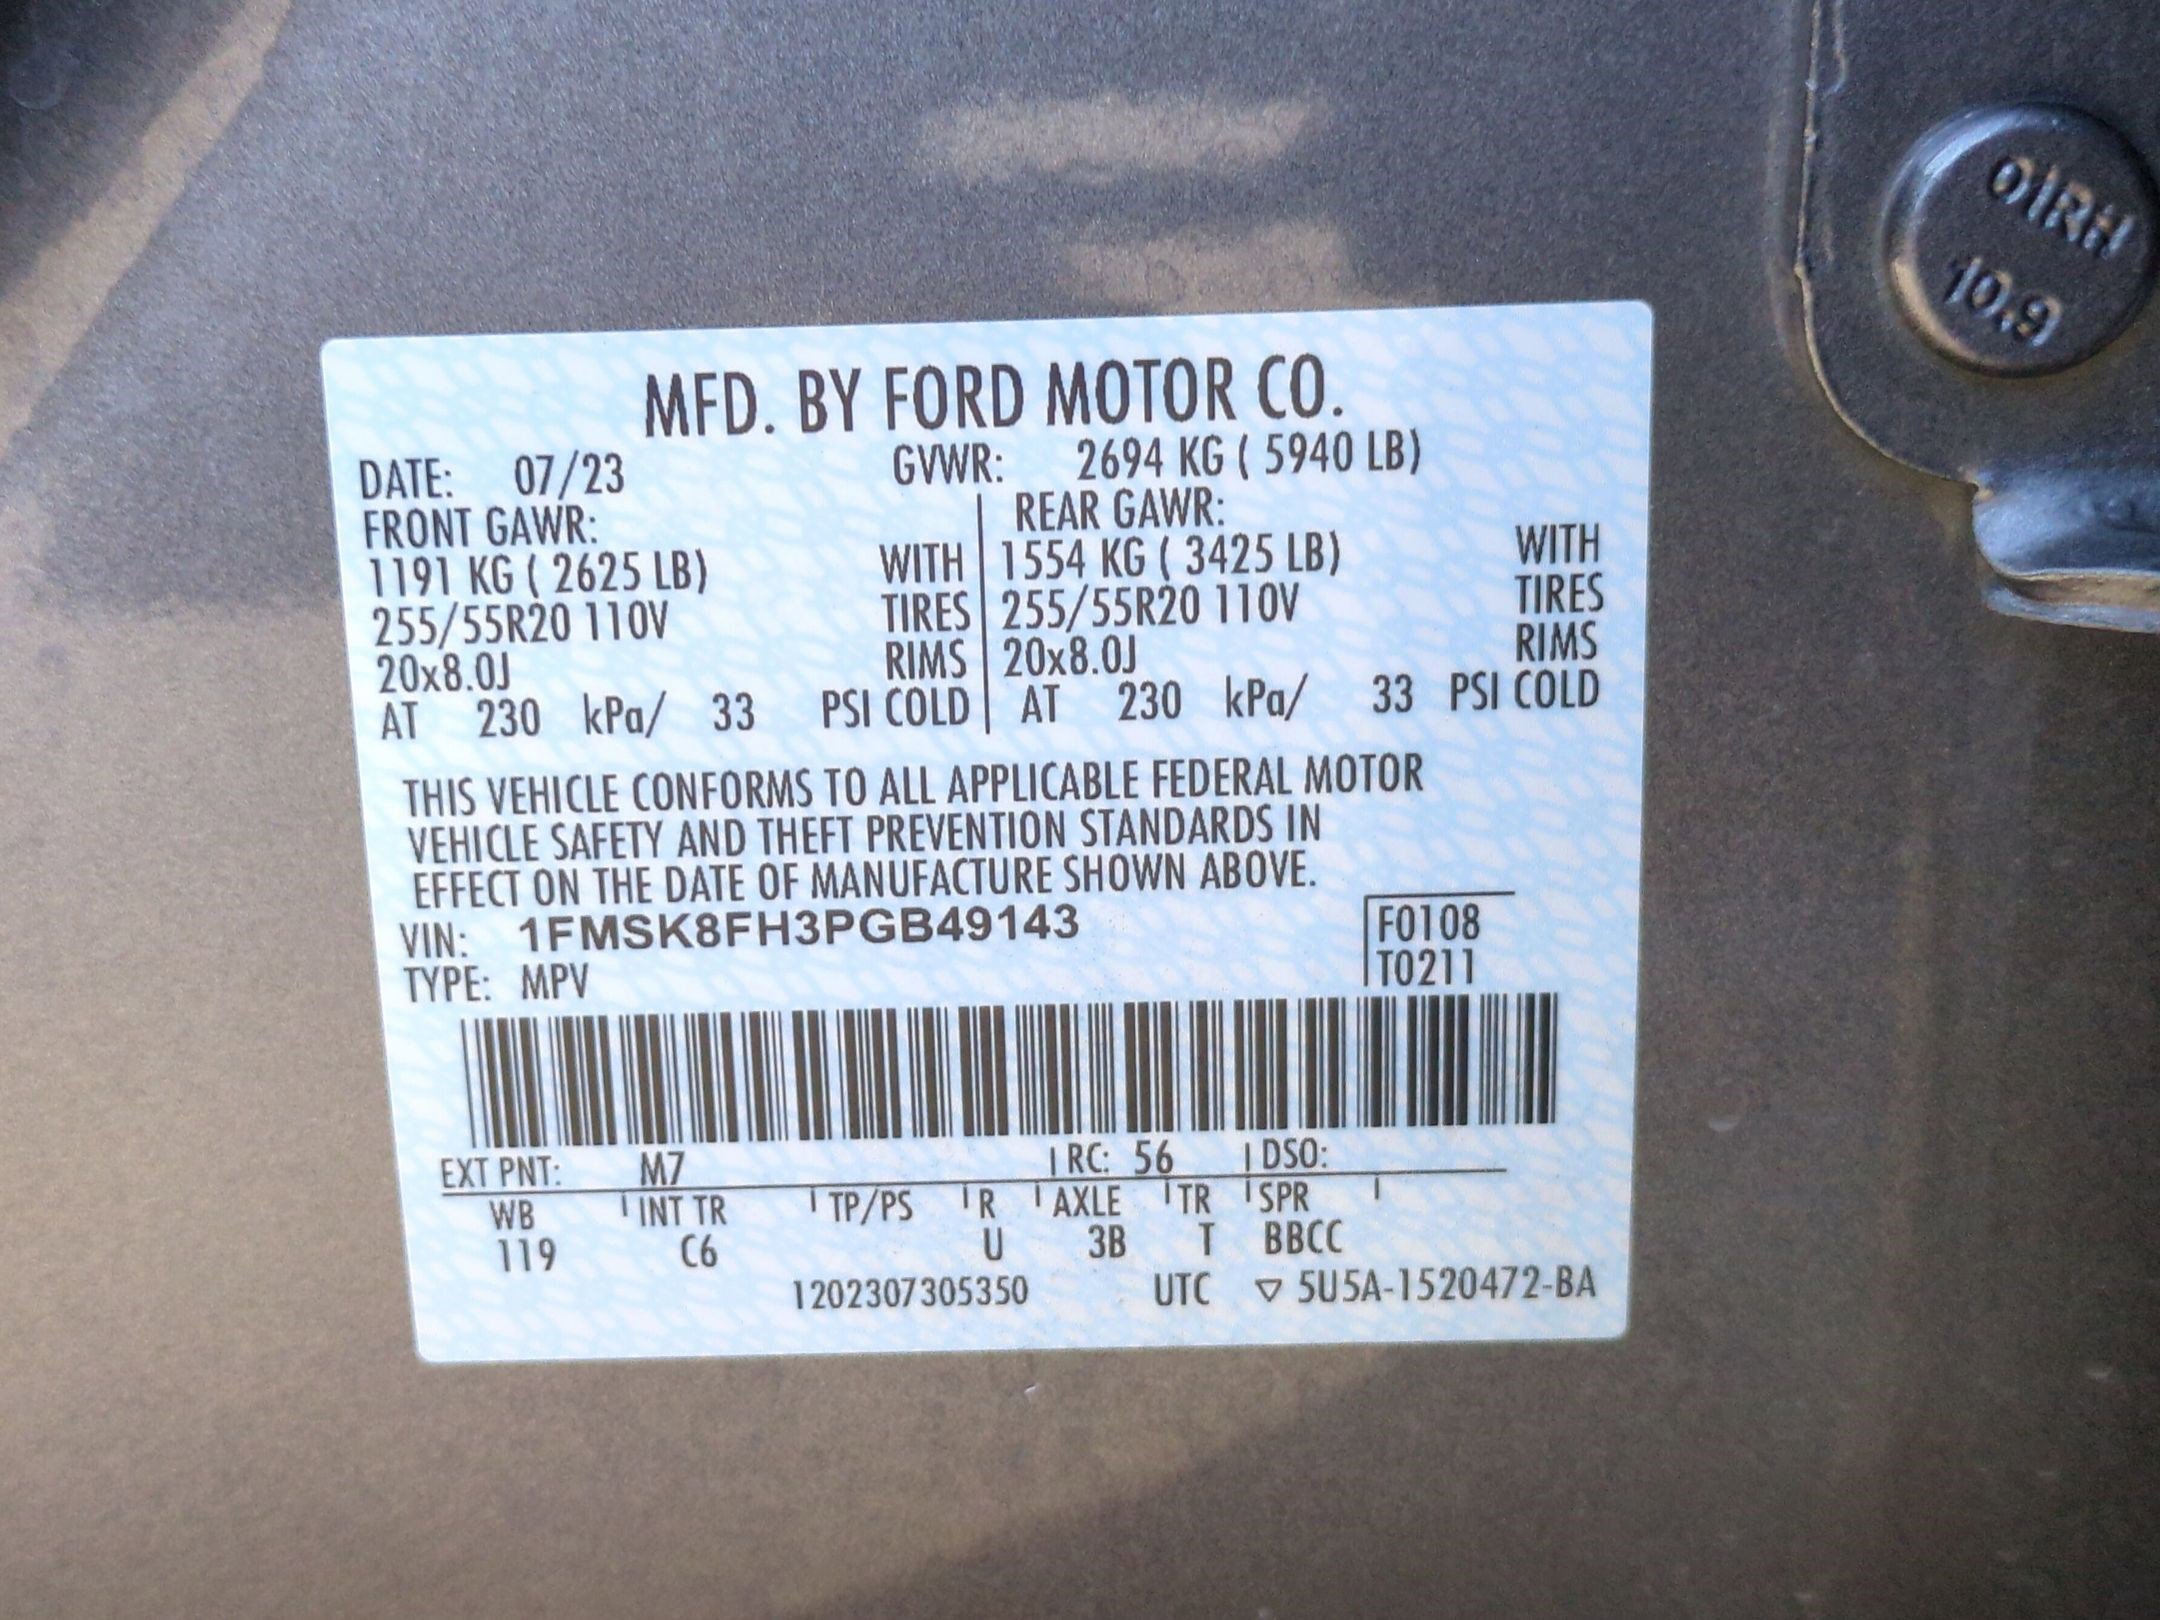 OIRH
10.9
MFD. BY FORD MOTOR CO.
DATE: 07/23 GVWR: 2694 KG ( 5940 LB)
FRONT GAWR: REAR GAWR:
1191 KG ( 2625 LB) WITH 1554 KG ( 3425 LB) WITH
255/55R20 110V TIRES 255/55R20 110V TIRES
20x8.0J RIMS 20x8.0J RIMS
AT 230 kPa/ 33 PSI COLD AT 230 kPa/ 33 PSI COLD
THIS VEHICLE CONFORMS TO ALL APPLICABLE FEDERAL MOTOR
VEHICLE SAFETY AND THEFT PREVENTION STANDARDS IN
EFFECT ON THE DATE OF MANUFACTURE SHOWN ABOVE.
VIN: 1FMSK8FH3PGB49143 F0108
TYPE: MPV T0211
EXT PNT: M7 RC: 56 DSO:
WB INT TR TP/PS R AXLE TR SPR
119 C6 U 3B T BBCC
1202307305350 UTC ▽ 5U5A-1520472-BA